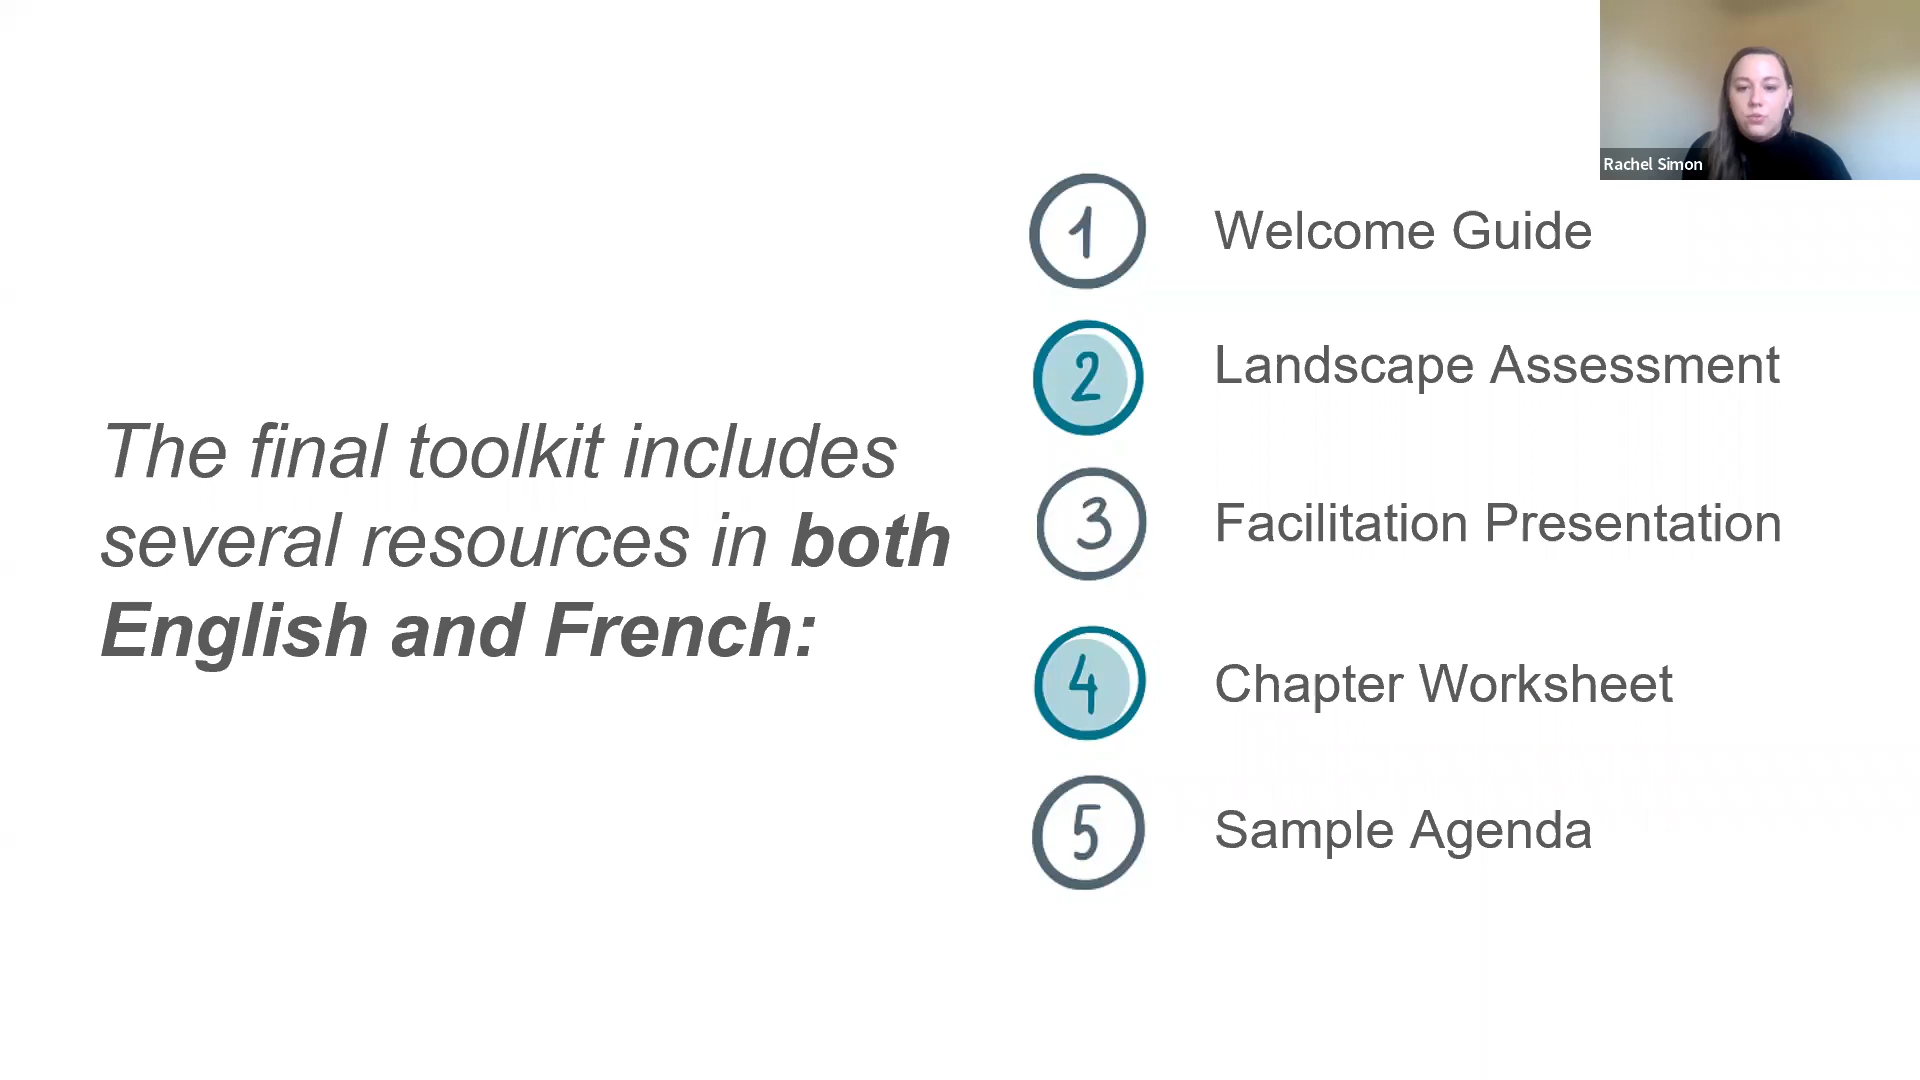 Rachel Simon
The final toolkit includes
several resources in both
English and French:
1 Welcome Guide
2 Landscape Assessment
3 Facilitation Presentation
4 Chapter Worksheet
5 Sample Agenda